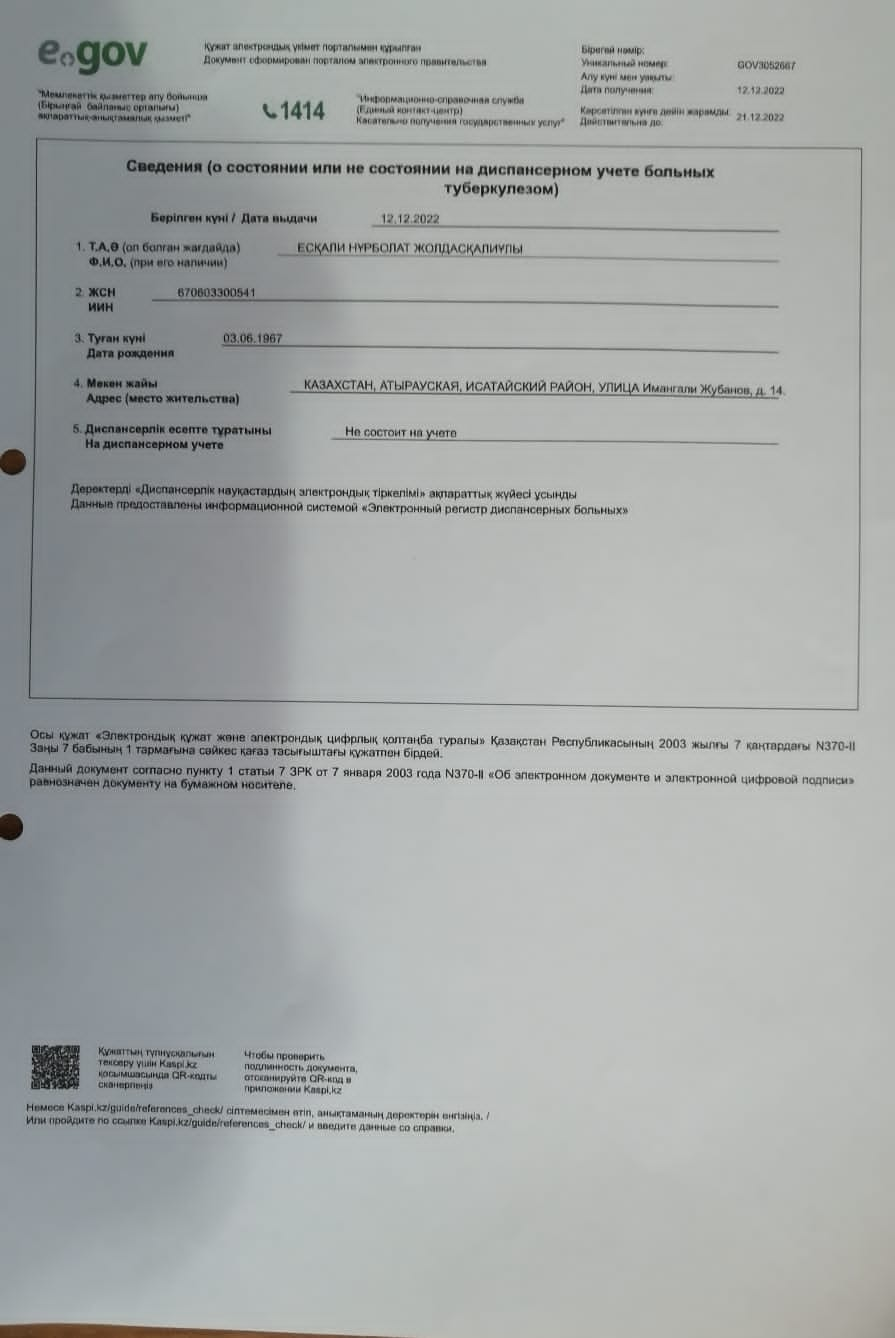 e.gov
Құжат электрондық үкімет порталымен құрылған
Документ сформирован порталом электронного правительства
Бірегей нөмір:
Уникальный номер: GOV3052667
Алу күні мен уақыты:
Дата получения: 12.12.2022
Көрсетілген күнге дейін жарамды: 21.12.2022
Действительна до:
"Мемлекеттік қызметтер алу бойынша
(Бірыңғай байланыс орталығы)
ақпараттық-анықтамалық қызметі"
1414
"Информационно-справочная служба
(Единый контакт-центр)
Касательно получения государственных услуг"
Сведения (о состоянии или не состоянии на диспансерном учете больных
туберкулезом)
Берілген күні / Дата выдачи 12.12.2022
1. Т.А.Ә (ол болған жағдайда) ЕСҚАЛИ НҰРБОЛАТ ЖОЛДАСҚАЛИҰЛЫ
Ф.И.О. (при его наличии)
2. ЖСН 670603300541
ИИН
3. Туған күні 03.06.1967
Дата рождения
4. Мекен жайы КАЗАХСТАН, АТЫРАУСКАЯ, ИСАТАЙСКИЙ РАЙОН, УЛИЦА Имангали Жубанов, д. 14.
Адрес (место жительства)
5. Диспансерлік есепте тұратыны Не состоит на учете
На диспансерном учете
Деректерді «Диспансерлік науқастардың электрондық тіркелімі» ақпараттық жүйесі ұсынды
Данные предоставлены информационной системой «Электронный регистр диспансерных больных»
Осы құжат «Электрондық құжат және электрондық цифрлық қолтаңба туралы» Қазақстан Республикасының 2003 жылғы 7 қаңтардағы N370-II
Заңы 7 бабының 1 тармағына сәйкес қағаз тасығыштағы құжатпен бірдей.
Данный документ согласно пункту 1 статьи 7 ЗРК от 7 января 2003 года N370-II «Об электронном документе и электронной цифровой подписи»
равнозначен документу на бумажном носителе.
Құжаттың түпнұсқалығын
тексеру үшін Kaspi.kz
қосымшасында QR-кодты
сканерлеңіз
Чтобы проверить
подлинность документа,
отсканируйте QR-код в
приложении Kaspi.kz
Немесе Kaspi.kz/guide/references_check/ сілтемесімен өтіп, анықтаманың деректерін енгізіңіз. /
Или пройдите по ссылке Kaspi.kz/guide/references_check/ и введите данные со справки.